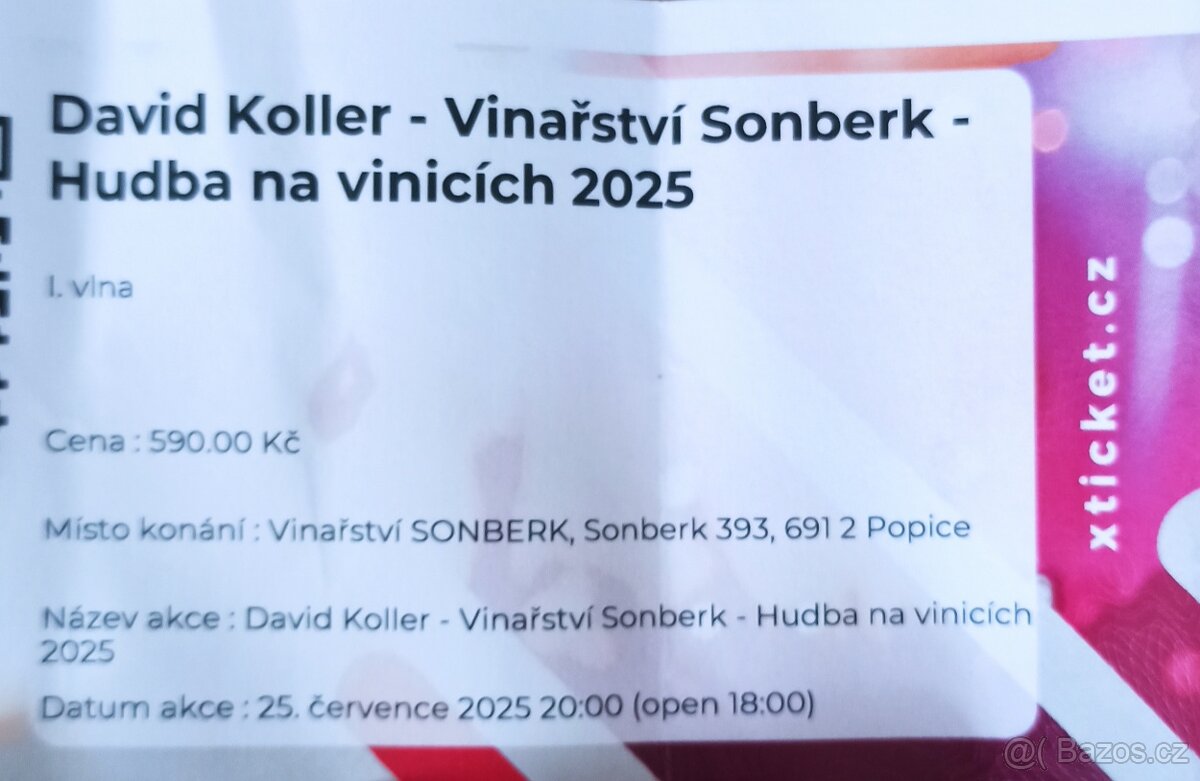 David Koller - Vinařství Sonberk -
Hudba na vinicích 2025
I. vlna
Cena : 590.00 Kč
Místo konání : Vinařství SONBERK, Sonberk 393, 691 2 Popice
Název akce : David Koller - Vinařství Sonberk - Hudba na vinicích
2025
Datum akce : 25. července 2025 20:00 (open 18:00)
xticket.cz
@( Bazos.cz